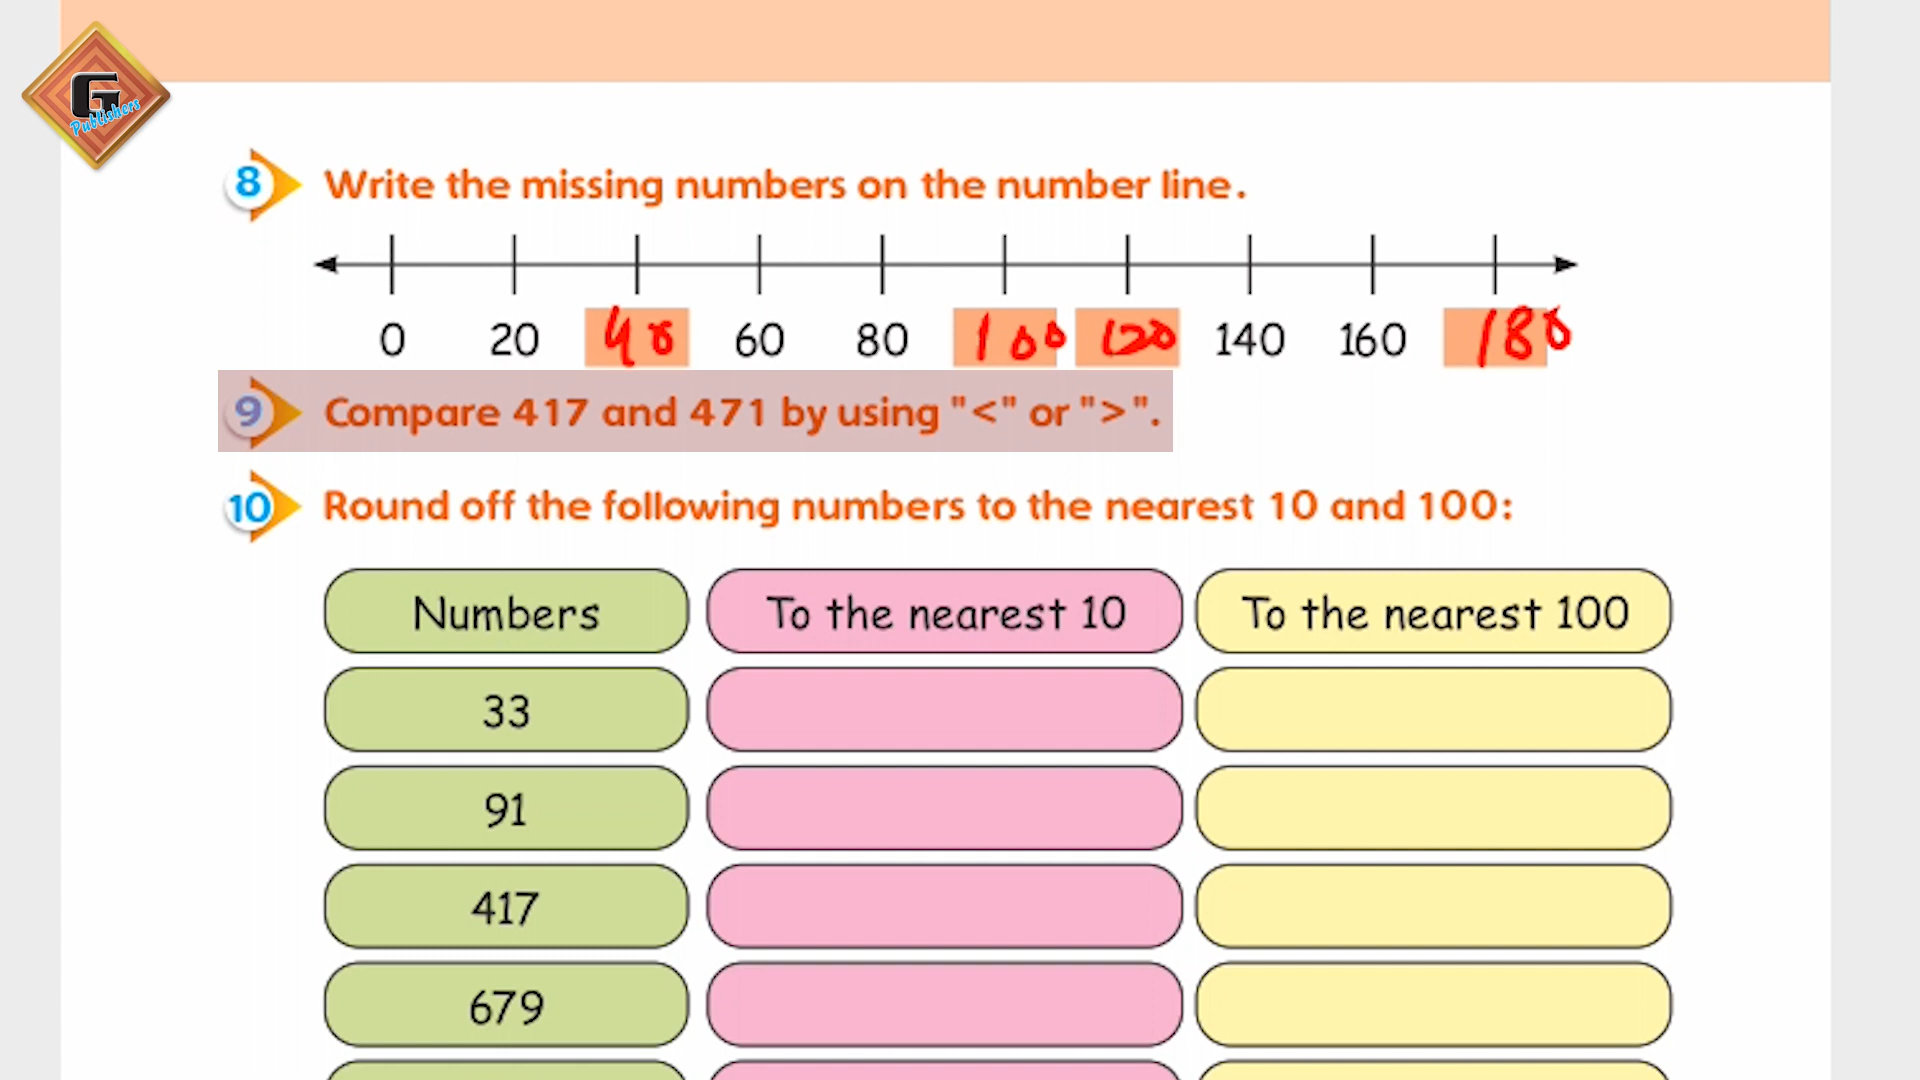 G
Publishers
8 Write the missing numbers on the number line.
0 20 40 60 80 100 120 140 160 180
9 Compare 417 and 471 by using "<" or ">".
10 Round off the following numbers to the nearest 10 and 100:
Numbers To the nearest 10 To the nearest 100
33
91
417
679